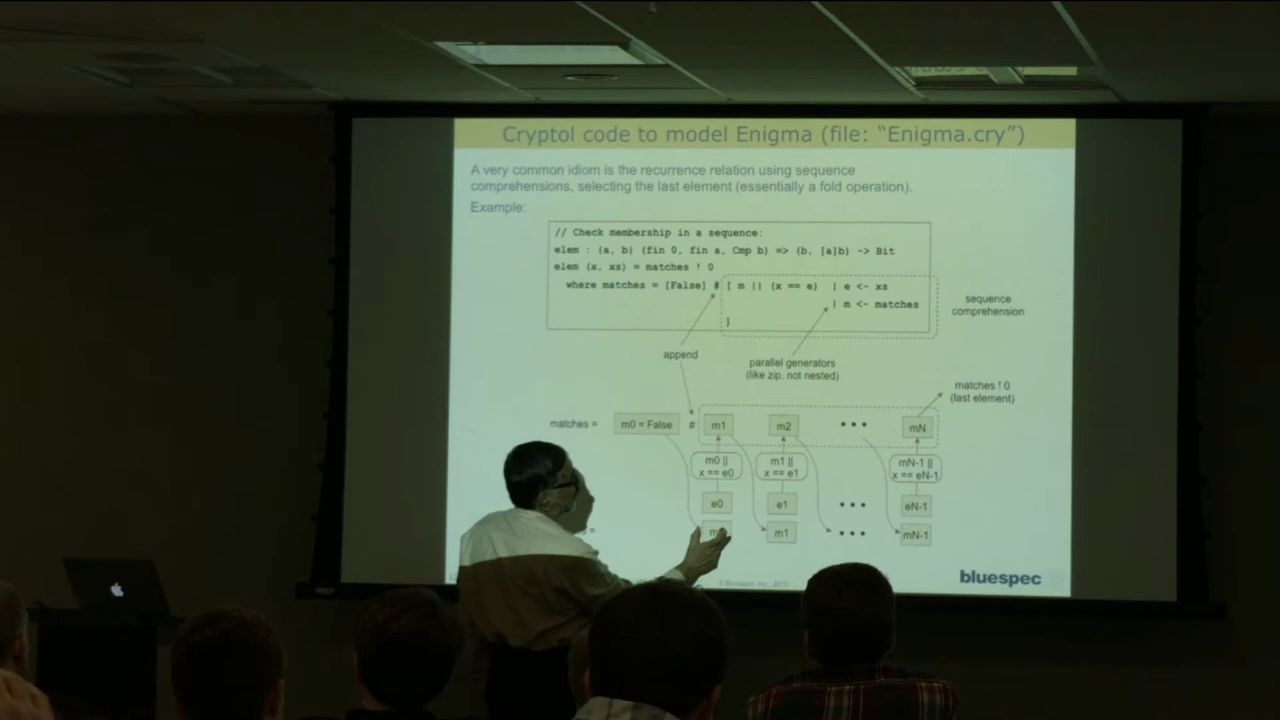 Cryptol code to model Enigma (file: “Enigma.cry”)
A very common idiom is the recurrence relation using sequence
comprehensions, selecting the last element (essentially a fold operation).
Example:
// Check membership in a sequence:
elem : {a, b} (fin 0, fin a, Cmp b) => (b, [a]b) -> Bit
elem (x, xs) = matches ! 0
where matches = [False] # [ m || (x == e) | e <- xs
| m <- matches
]
sequence
comprehension
append
parallel generators
(like zip, not nested)
matches ! 0
(last element)
matches =
m0 = False
#
m1
m2
• • •
mN
m0 ||
x == e0
m1 ||
x == e1
mN-1 ||
x == eN-1
e0
e1
• • •
eN-1
=
m1
• • •
mN-1
© Bluespec, Inc., 2013
bluespec